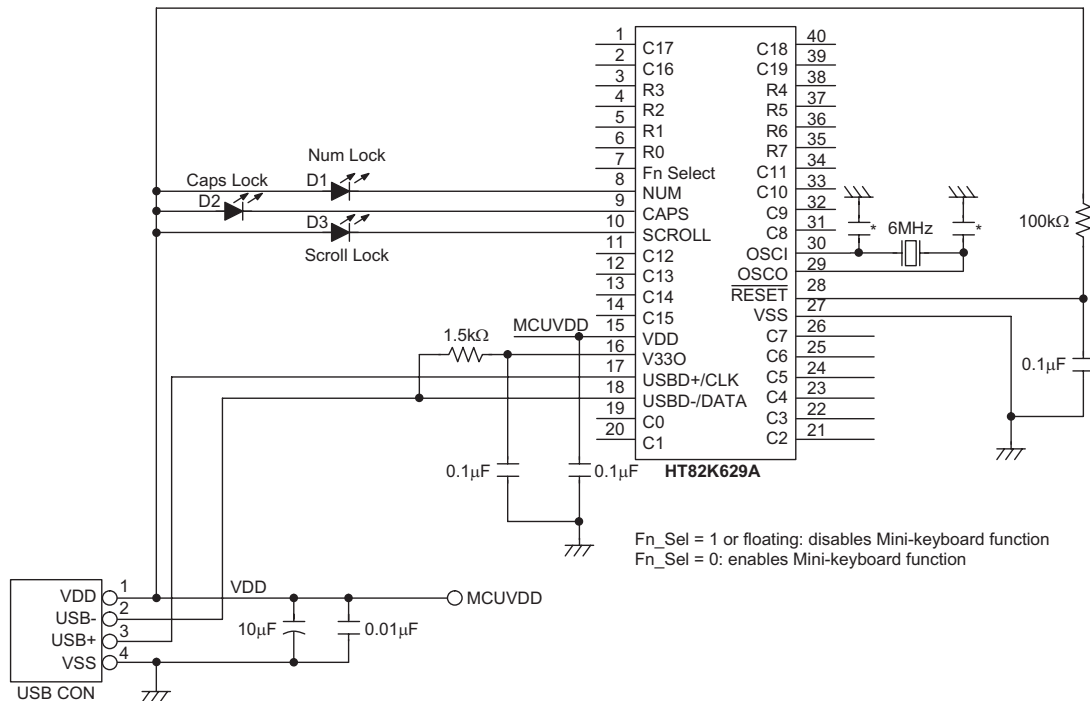 1 C17 C18 40
2 C16 C19 39
3 R3 R4 38
4 R2 R5 37
5 R1 R6 36
6 R0 R7 35
7 Fn Select C11 34
8 NUM C10 33
9 CAPS C9 32
10 SCROLL C8 31
11 C12 OSCI 30
12 C13 OSCO 29
13 C14 RESET 28
14 C15 VSS 27
15 VDD C7 26
16 V33O C6 25
17 USBD+/CLK C5 24
18 USBD-/DATA C4 23
19 C0 C3 22
20 C1 C2 21
HT82K629A
Num Lock
D1
Caps Lock
D2
D3
Scroll Lock
* 6MHz *
100kΩ
0.1μF
MCUVDD
1.5kΩ
0.1μF 0.1μF
Fn_Sel = 1 or floating: disables Mini-keyboard function
Fn_Sel = 0: enables Mini-keyboard function
VDD 1
USB- 2
USB+ 3
VSS 4
USB CON
VDD
MCUVDD
10μF 0.01μF